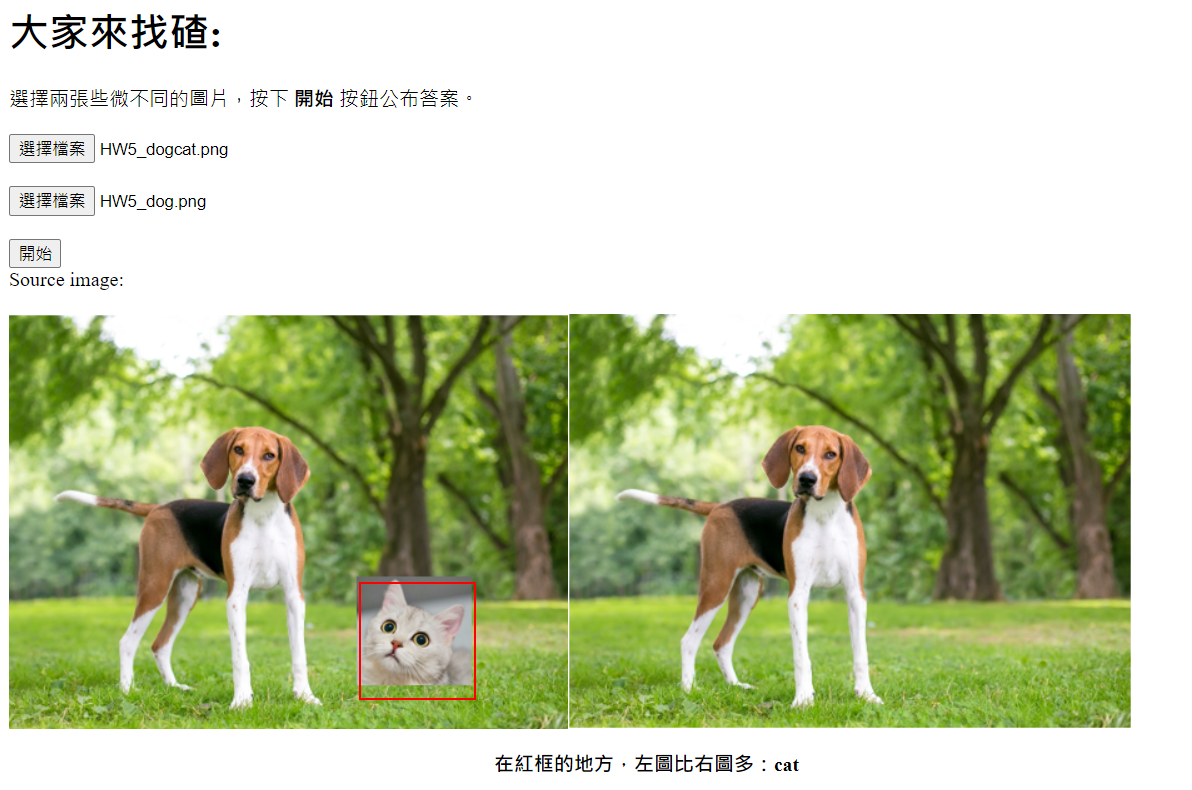 大家來找碴:
選擇兩張些微不同的圖片，按下 開始 按鈕公布答案。
選擇檔案 HW5_dogcat.png
選擇檔案 HW5_dog.png
開始
Source image:
在紅框的地方，左圖比右圖多：cat